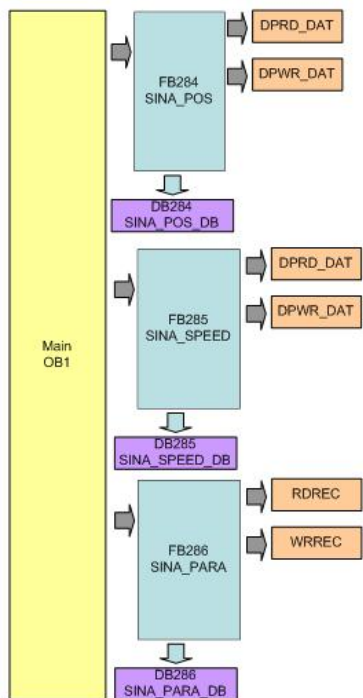 DPRD_DAT
FB284
SINA_POS
DPWR_DAT
DB284
SINA_POS_DB
DPRD_DAT
FB285
SINA_SPEED
DPWR_DAT
Main
OB1
DB285
SINA_SPEED_DB
RDREC
FB286
SINA_PARA
WRREC
DB286
SINA_PARA_DB